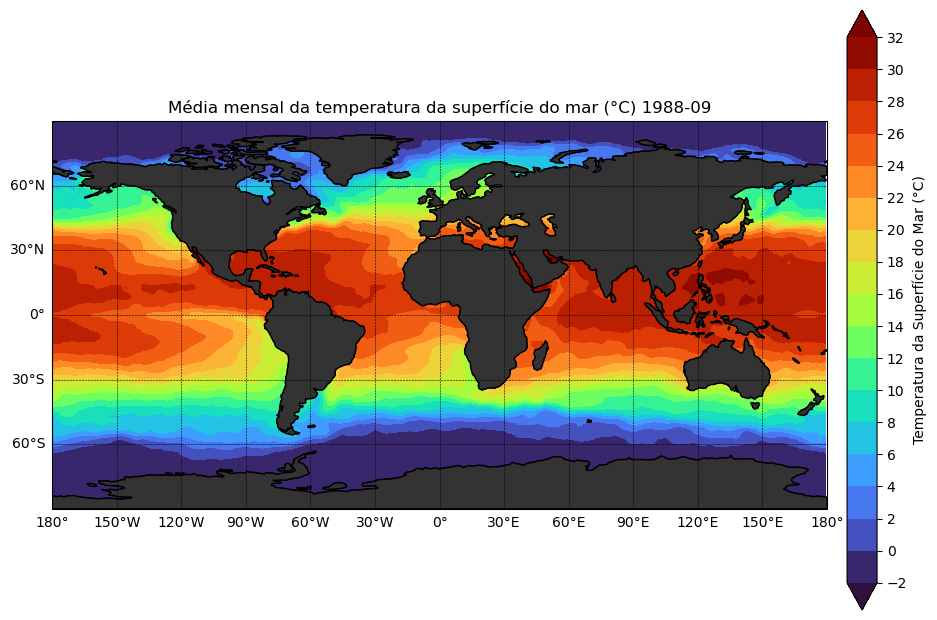 Média mensal da temperatura da superfície do mar (°C) 1988-09
60°N
30°N
0°
30°S
60°S
180° 150°W 120°W 90°W 60°W 30°W 0° 30°E 60°E 90°E 120°E 150°E 180°
32
30
28
26
24
22
20
18
16
14
12
10
8
6
4
2
0
−2
Temperatura da Superfície do Mar (°C)